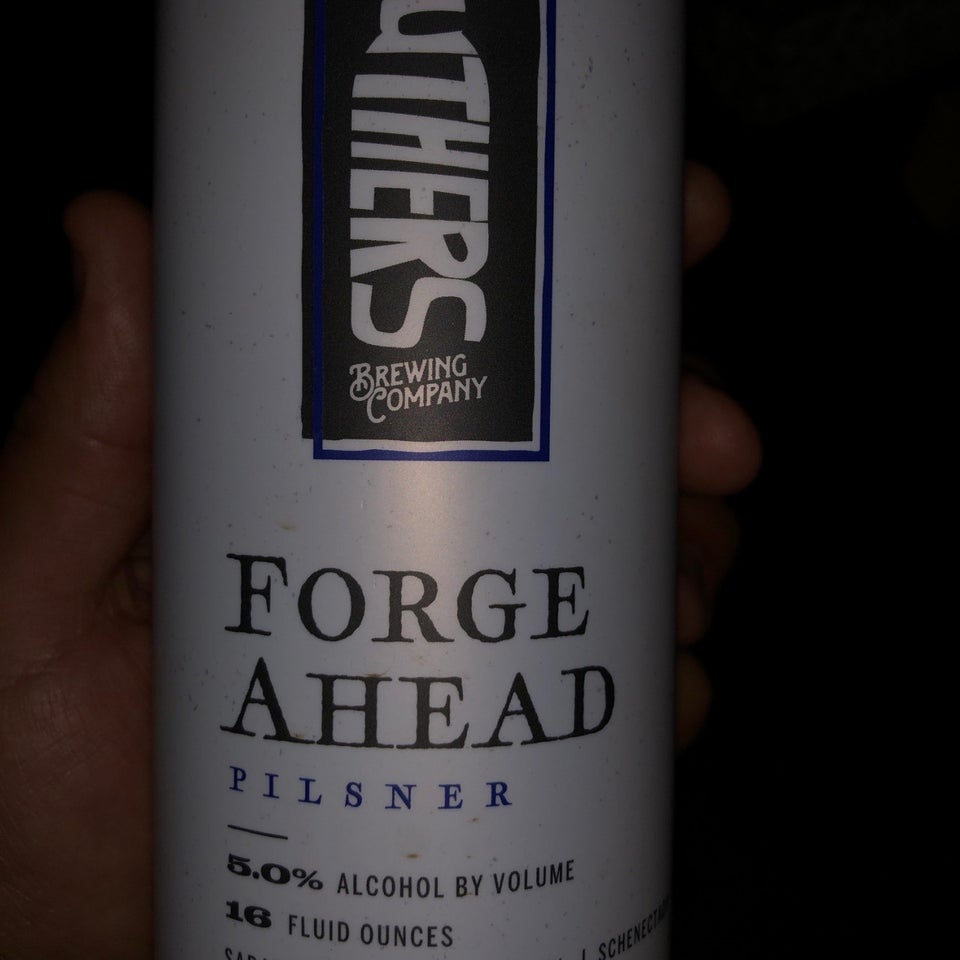 UTHERS
BREWING
COMPANY
FORGE
AHEAD
PILSNER
5.0% ALCOHOL BY VOLUME
16 FLUID OUNCES